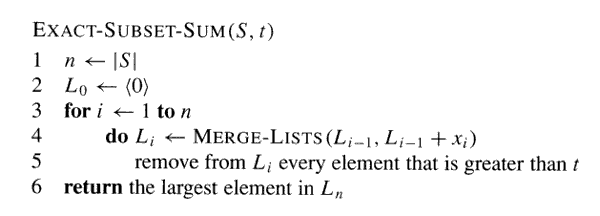 EXACT-SUBSET-SUM(S, t)
1 n ← |S|
2 L₀ ← ⟨0⟩
3 for i ← 1 to n
4 do Lᵢ ← MERGE-LISTS(Lᵢ₋₁, Lᵢ₋₁ + xᵢ)
5 remove from Lᵢ every element that is greater than t
6 return the largest element in Lₙ